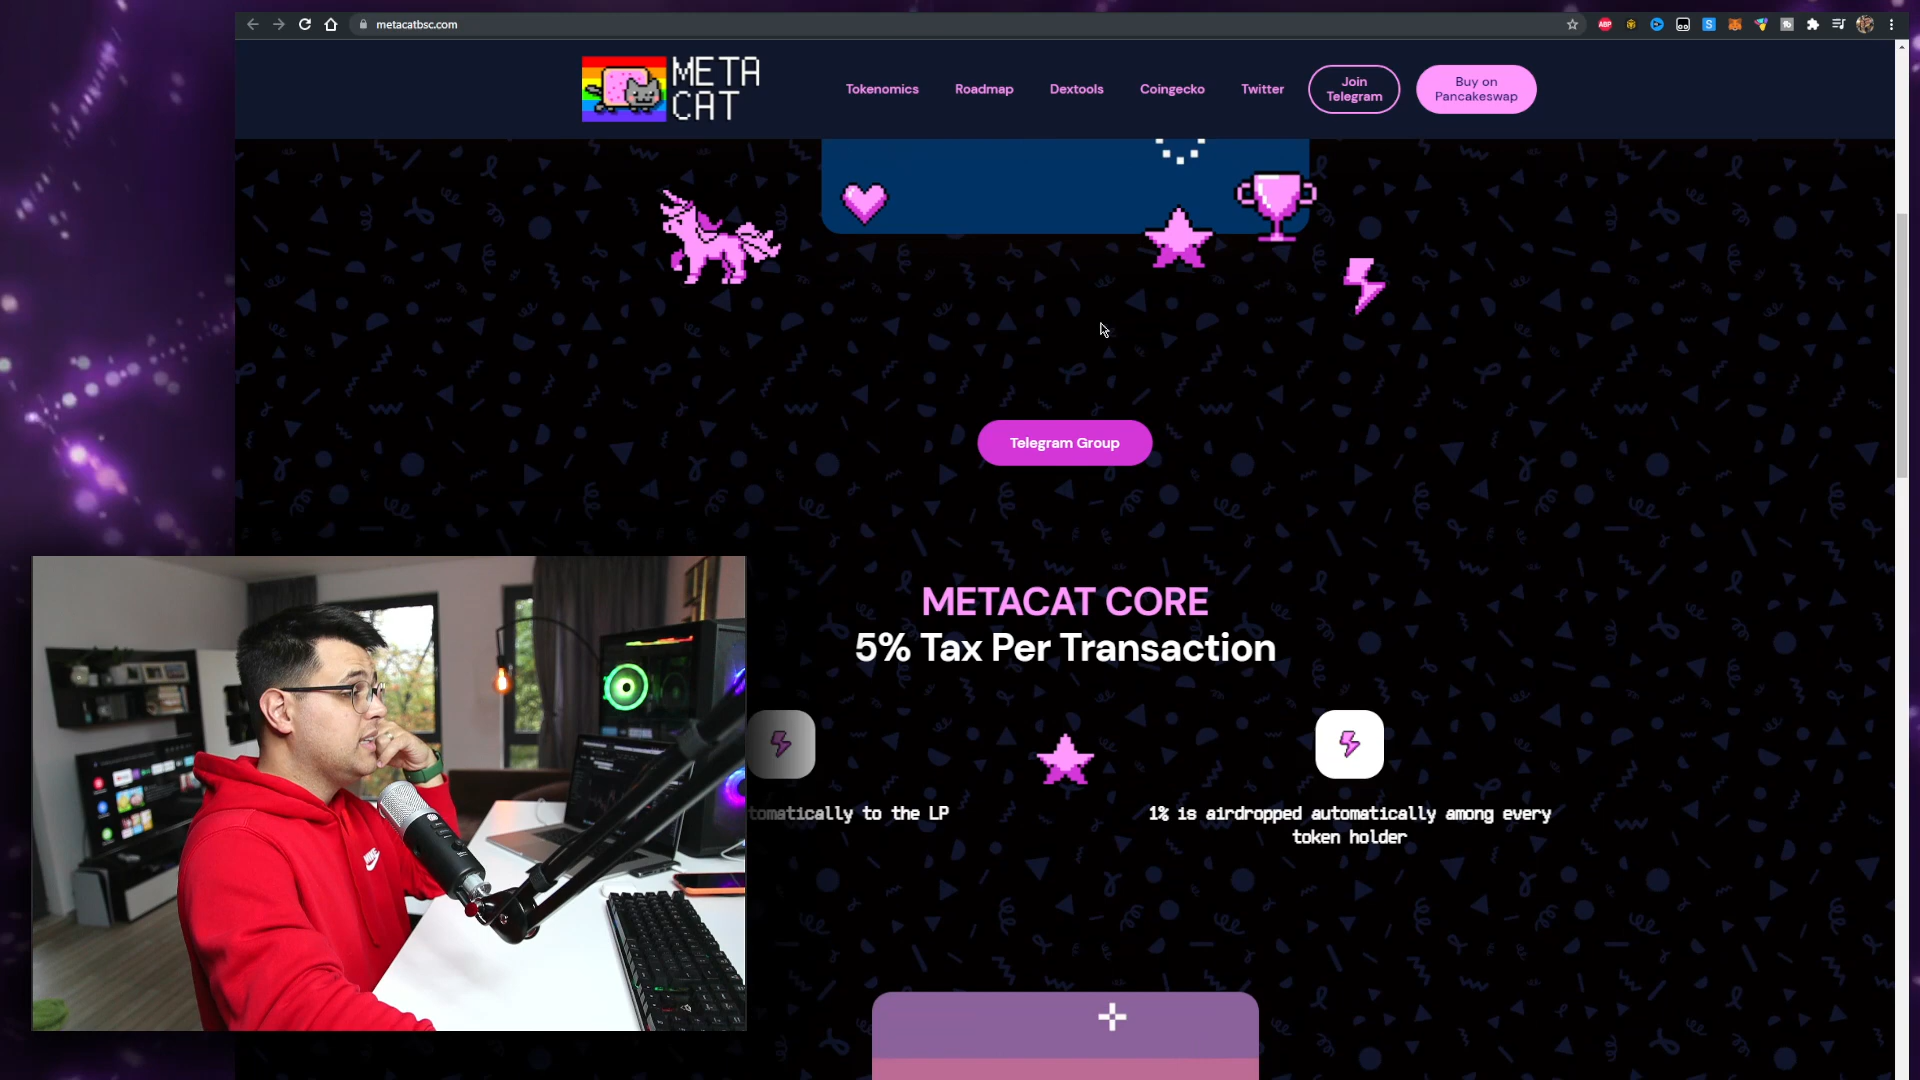 metacatbsc.com
META
CAT
Tokenomics
Roadmap
Dextools
Coingecko
Twitter
Join
Telegram
Buy on
Pancakeswap
Telegram Group
METACAT CORE
5% Tax Per Transaction
to the LP
1% is airdropped automatically among every
token holder